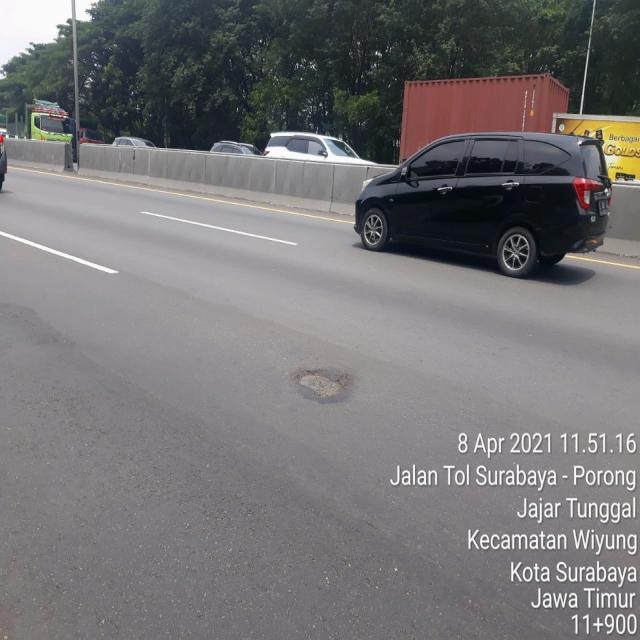 Berbagai
8 Apr 2021 11.51.16
Jalan Tol Surabaya - Porong
Jajar Tunggal
Kecamatan Wiyung
Kota Surabaya
Jawa Timur
11+900